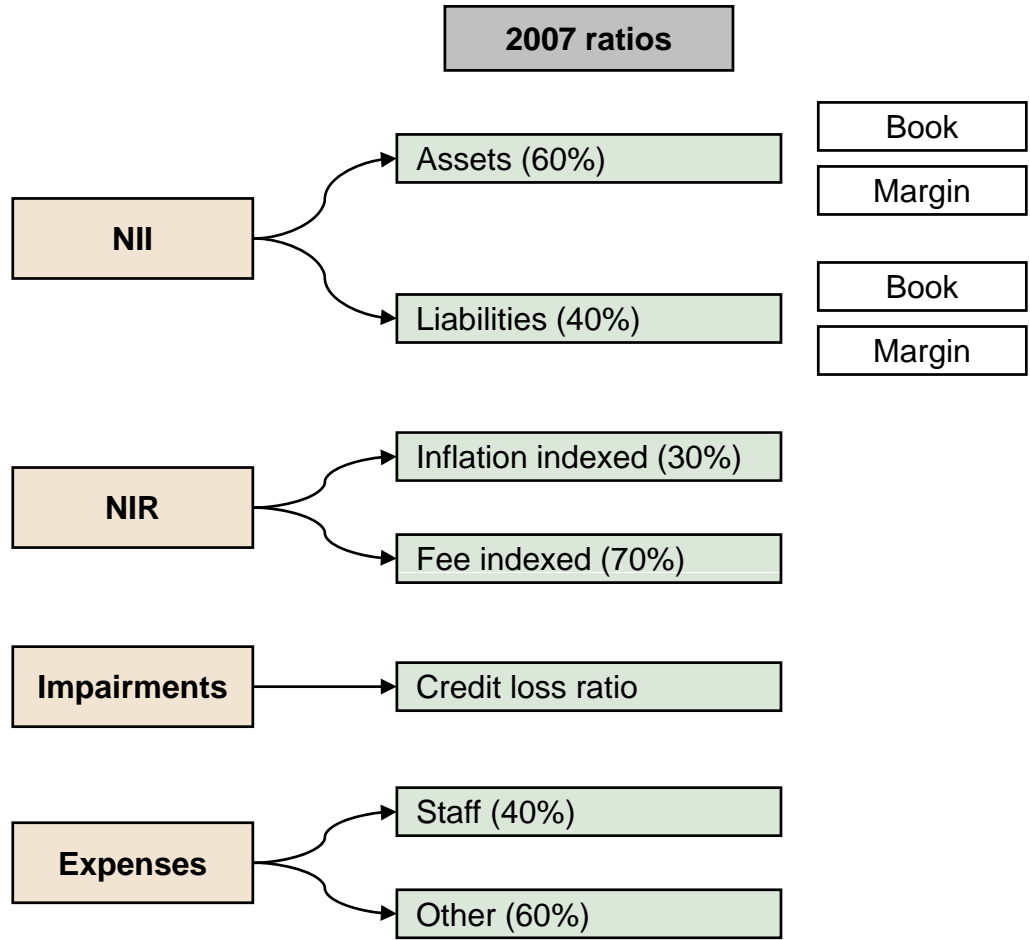 2007 ratios
Book
Assets (60%)
Margin
NII
Book
Liabilities (40%)
Margin
Inflation indexed (30%)
NIR
Fee indexed (70%)
Impairments
Credit loss ratio
Staff (40%)
Expenses
Other (60%)